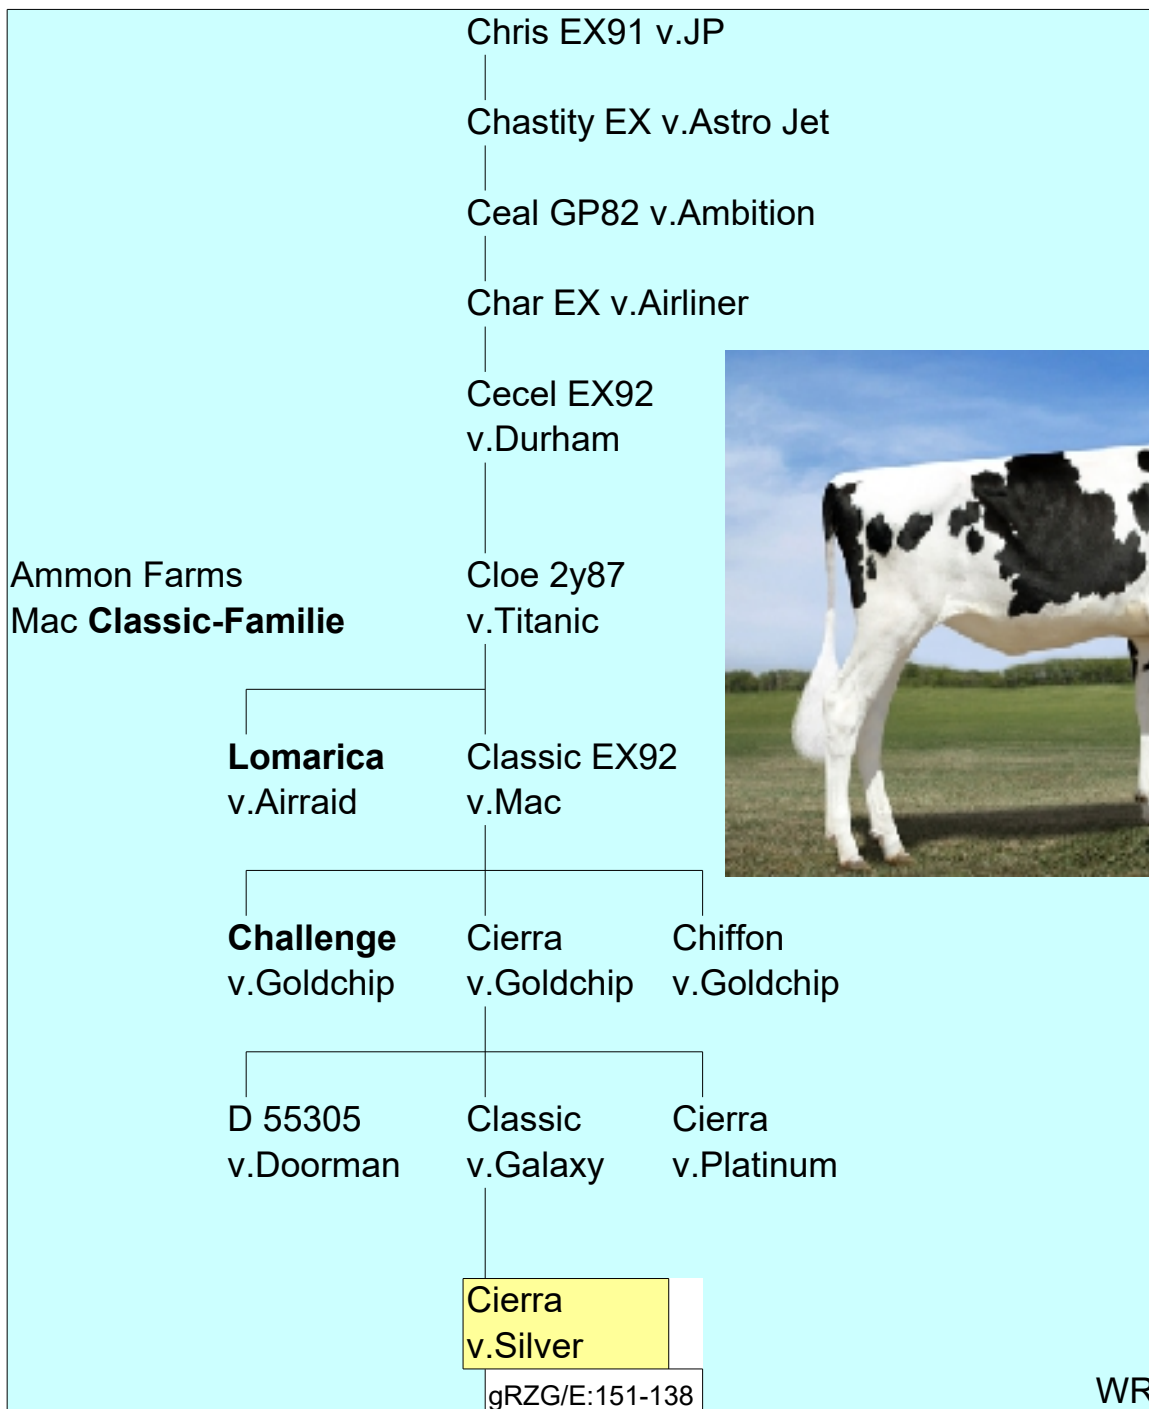 Chris EX91 v.JP
Chastity EX v.Astro Jet
Ceal GP82 v.Ambition
Char EX v.Airliner
Cecel EX92
v.Durham
Ammon Farms
Mac Classic-Familie
Cloe 2y87
v.Titanic
Lomarica
v.Airraid
Classic EX92
v.Mac
Challenge
v.Goldchip
Cierra
v.Goldchip
Chiffon
v.Goldchip
D 55305
v.Doorman
Classic
v.Galaxy
Cierra
v.Platinum
Cierra
v.Silver
gRZG/E:151-138
WR